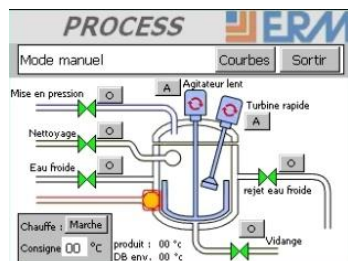 PROCESS ERM
Mode manuel Courbes Sortir
Mise en pression O A Agitateur lent
Turbine rapide
A
Nettoyage O
Eau froide O O
rejet eau froide
Chauffe : Marche O
Consigne 00 °C produit : 00 °c Vidange
DB env. 00 °c